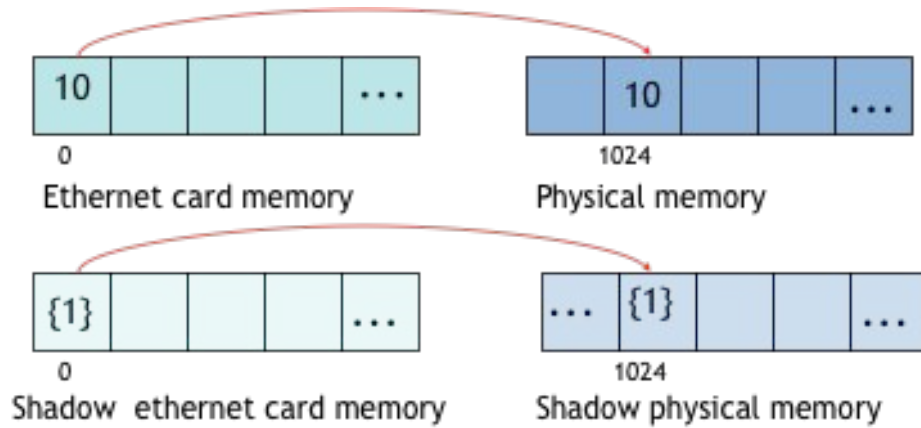 10 ... 10 ...
0 1024
Ethernet card memory Physical memory
{1} ... ... {1} ...
0 1024
Shadow ethernet card memory Shadow physical memory